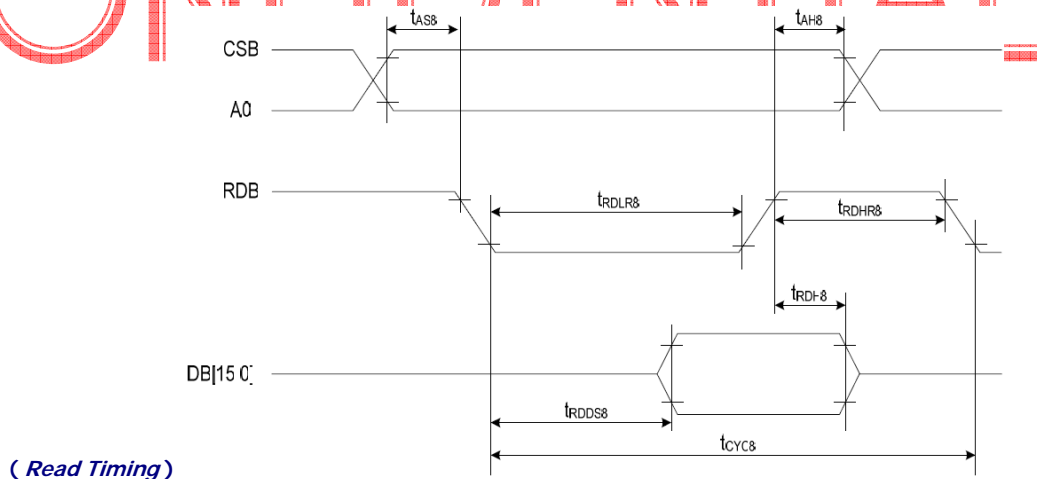 tAS8
tAH8
CSB
A0
RDB
tRDLR8
tRDHR8
tRDH8
DB[15 0]
tRDDS8
tCYC8
( Read Timing )